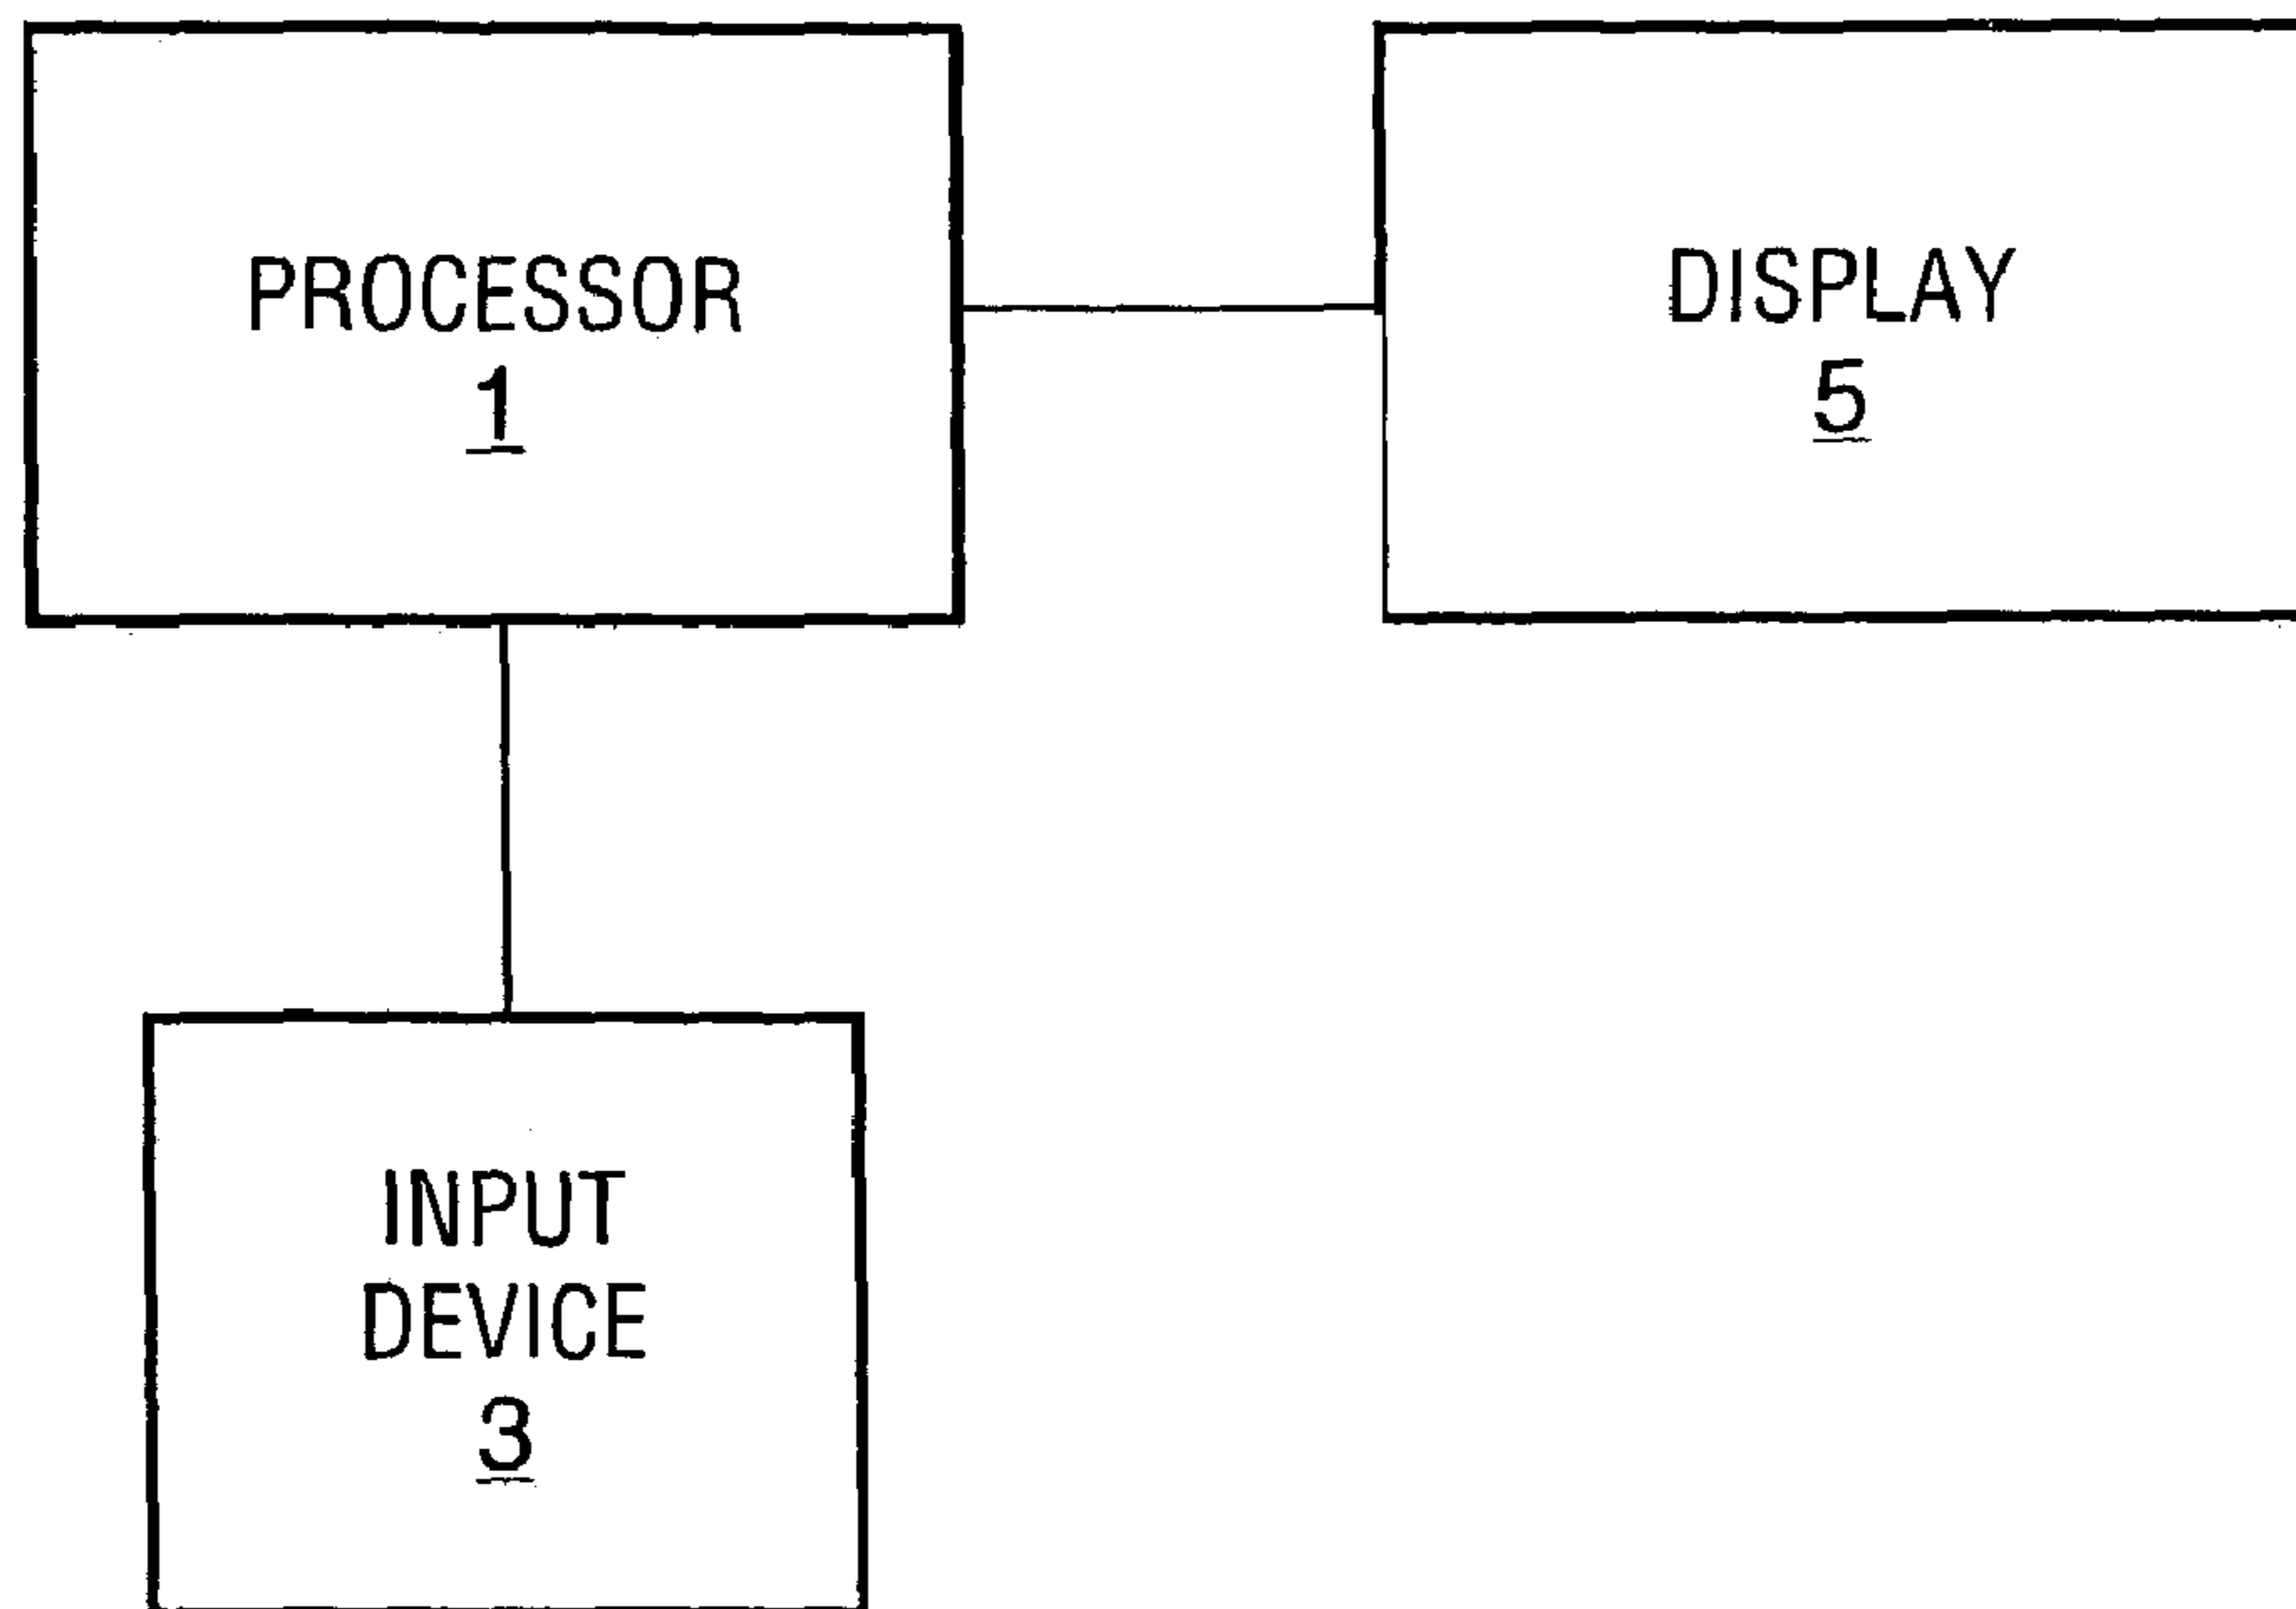 PROCESSOR
1
DISPLAY
5
INPUT
DEVICE
3